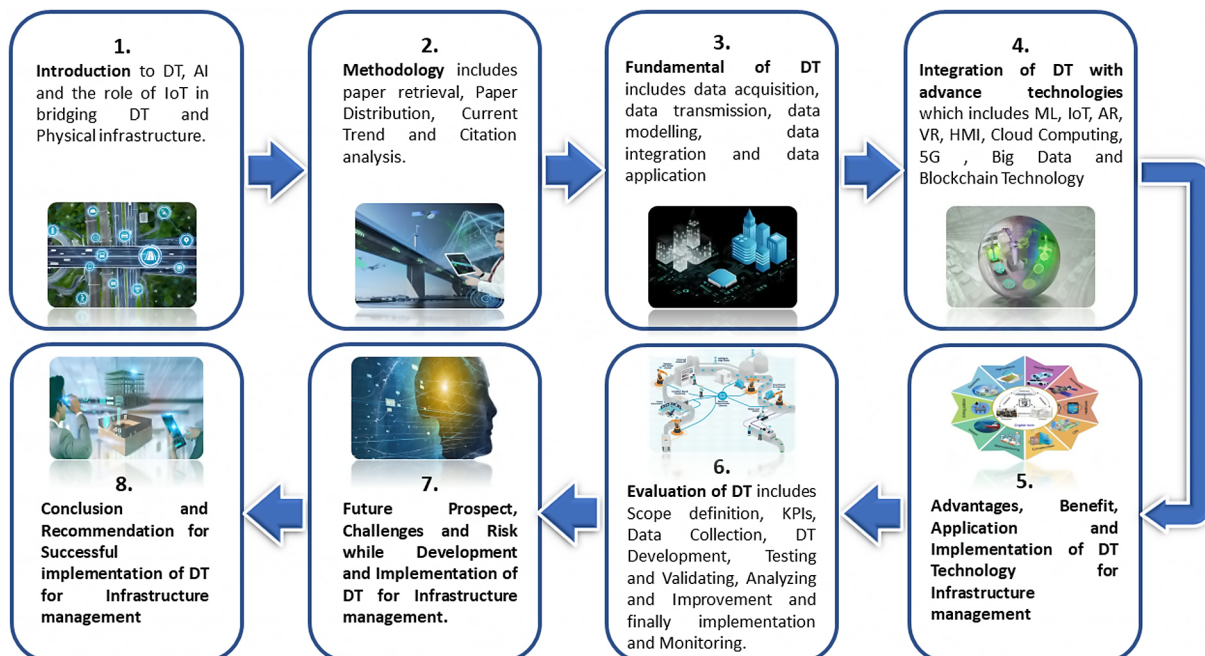 1.
Introduction to DT, AI
and the role of IoT in
bridging DT and
Physical infrastructure.
2.
Methodology includes
paper retrieval, Paper
Distribution, Current
Trend and Citation
analysis.
3.
Fundamental of DT
includes data acquisition,
data transmission, data
modelling, data
integration and data
application
4.
Integration of DT with
advance technologies
which includes ML, IoT, AR,
VR, HMI, Cloud Computing,
5G , Big Data and
Blockchain Technology
5.
Advantages, Benefit,
Application and
Implementation of DT
Technology for
Infrastructure
management
6.
Evaluation of DT includes
Scope definition, KPIs,
Data Collection, DT
Development, Testing
and Validating, Analyzing
and Improvement and
finally implementation
and Monitoring.
7.
Future Prospect,
Challenges and Risk
while Development
and Implementation of
DT for Infrastructure
management.
8.
Conclusion and
Recommendation for
Successful
implementation of DT
for Infrastructure
management